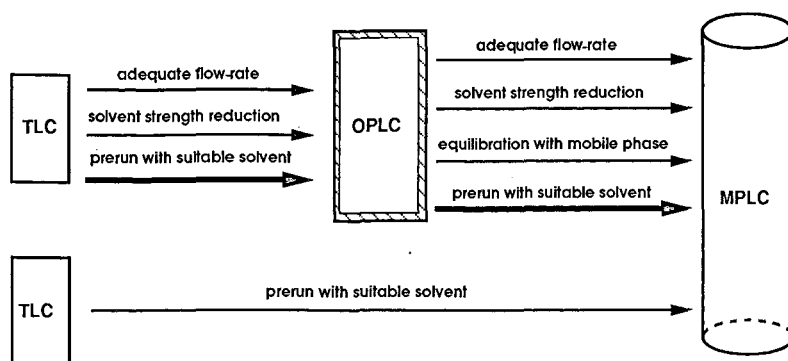 TLC
adequate flow-rate
solvent strength reduction
prerun with suitable solvent
OPLC
adequate flow-rate
solvent strength reduction
equilibration with mobile phase
prerun with suitable solvent
MPLC
TLC
prerun with suitable solvent